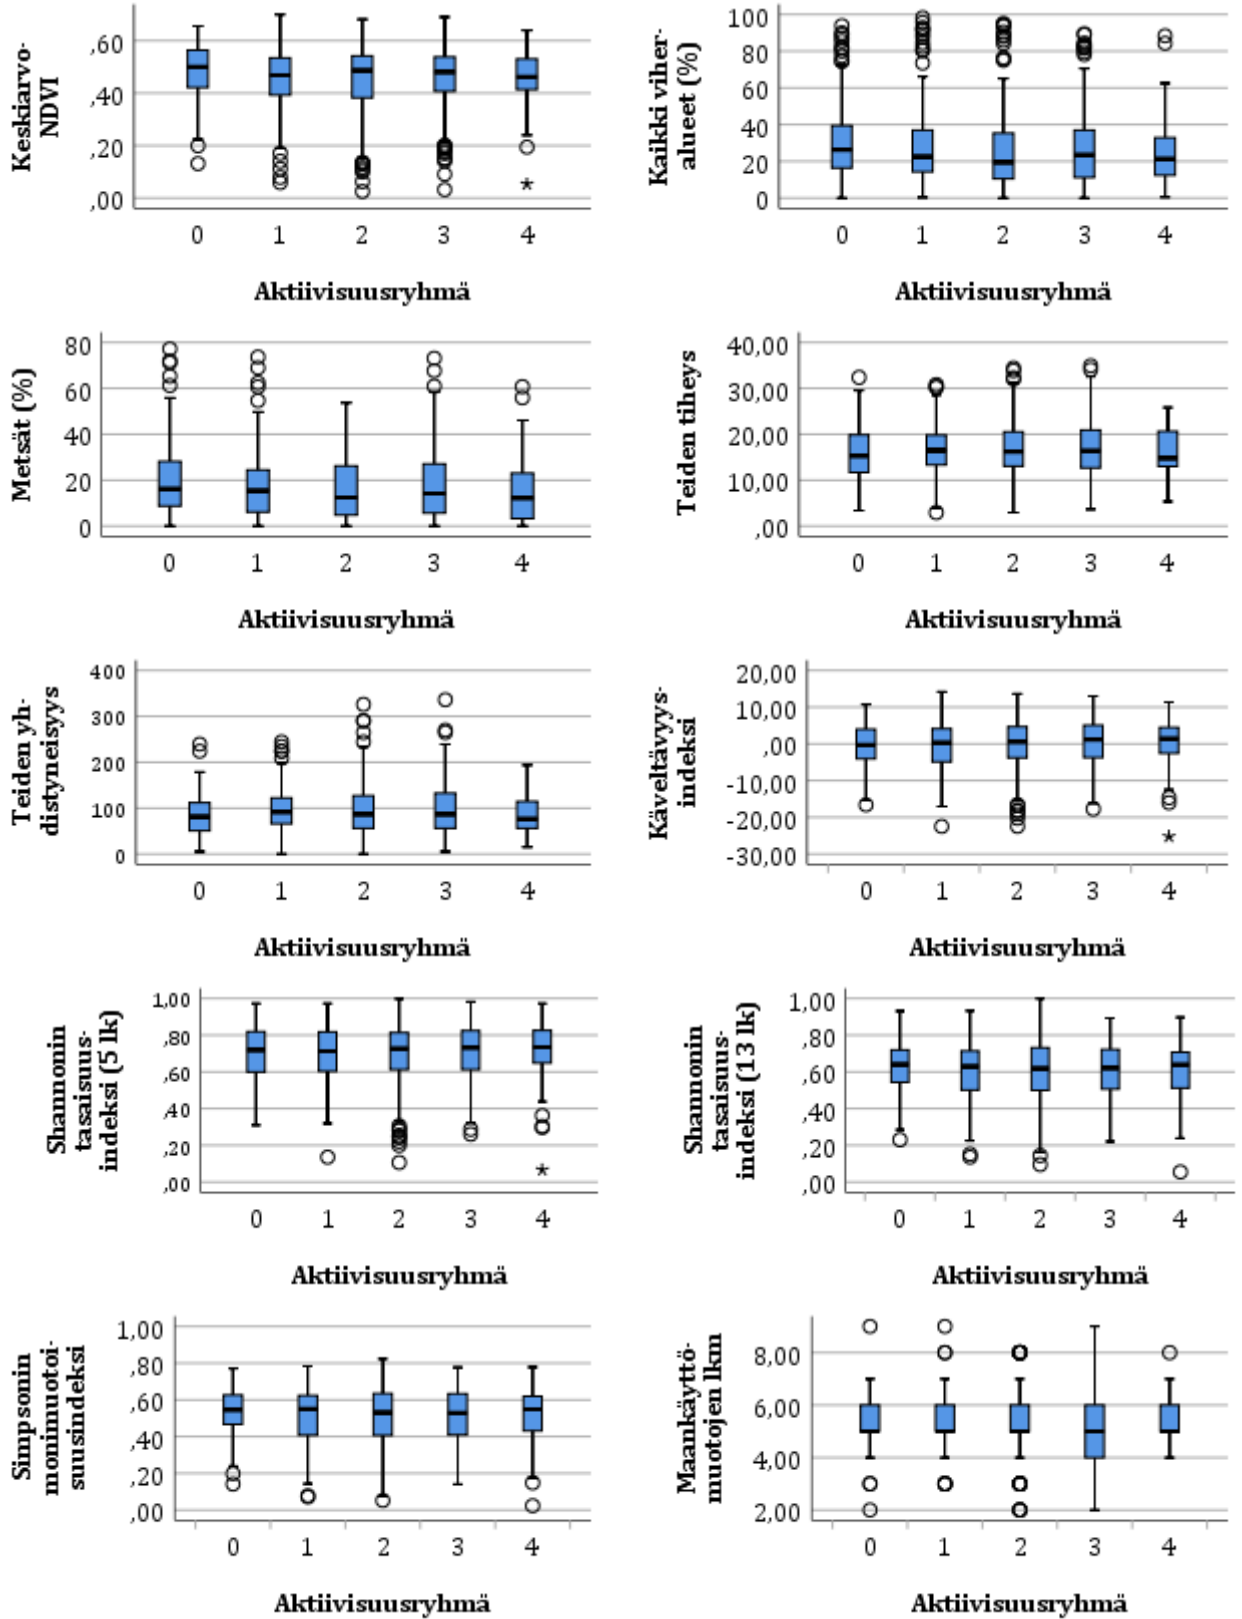 Keskiarvo-
NDVI
,60
,40
,20
,00
0 1 2 3 4
Aktiivisuusryhmä
Kaikki viher-
alueet (%)
100
80
60
40
20
0
0 1 2 3 4
Aktiivisuusryhmä
Metsät (%)
80
60
40
20
0
0 1 2 3 4
Aktiivisuusryhmä
Teiden tiheys
40,00
30,00
20,00
10,00
,00
0 1 2 3 4
Aktiivisuusryhmä
Teiden yh-
distyneisyys
400
300
200
100
0
0 1 2 3 4
Aktiivisuusryhmä
Käveltävyys-
indeksi
20,00
10,00
,00
-10,00
-20,00
-30,00
0 1 2 3 4
Aktiivisuusryhmä
Shannonin
tasaisuus-
indeksi (5 lk)
1,00
,80
,60
,40
,20
,00
0 1 2 3 4
Aktiivisuusryhmä
Shannonin
tasaisuus-
indeksi (13 lk)
1,00
,80
,60
,40
,20
,00
0 1 2 3 4
Aktiivisuusryhmä
Simpsonin
monimuotoi-
suusindeksi
1,00
,80
,60
,40
,20
,00
0 1 2 3 4
Aktiivisuusryhmä
Maankäyttö-
muotojen lkm
8,00
6,00
4,00
2,00
0 1 2 3 4
Aktiivisuusryhmä